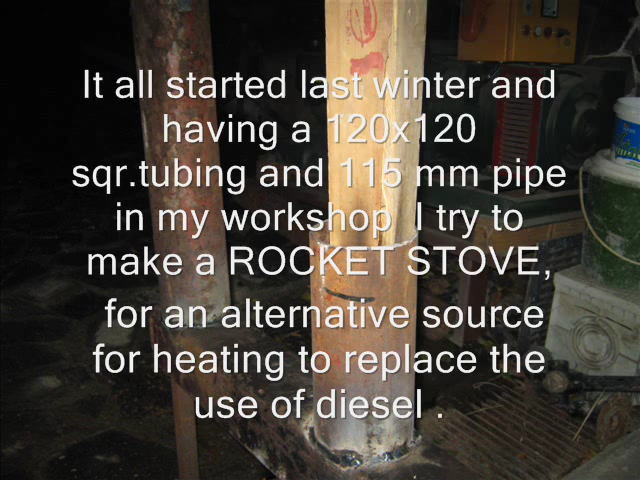 It all started last winter and
having a 120x120
sqr.tubing and 115 mm pipe
in my workshop I try to
make a ROCKET STOVE,
for an alternative source
for heating to replace the
use of diesel .